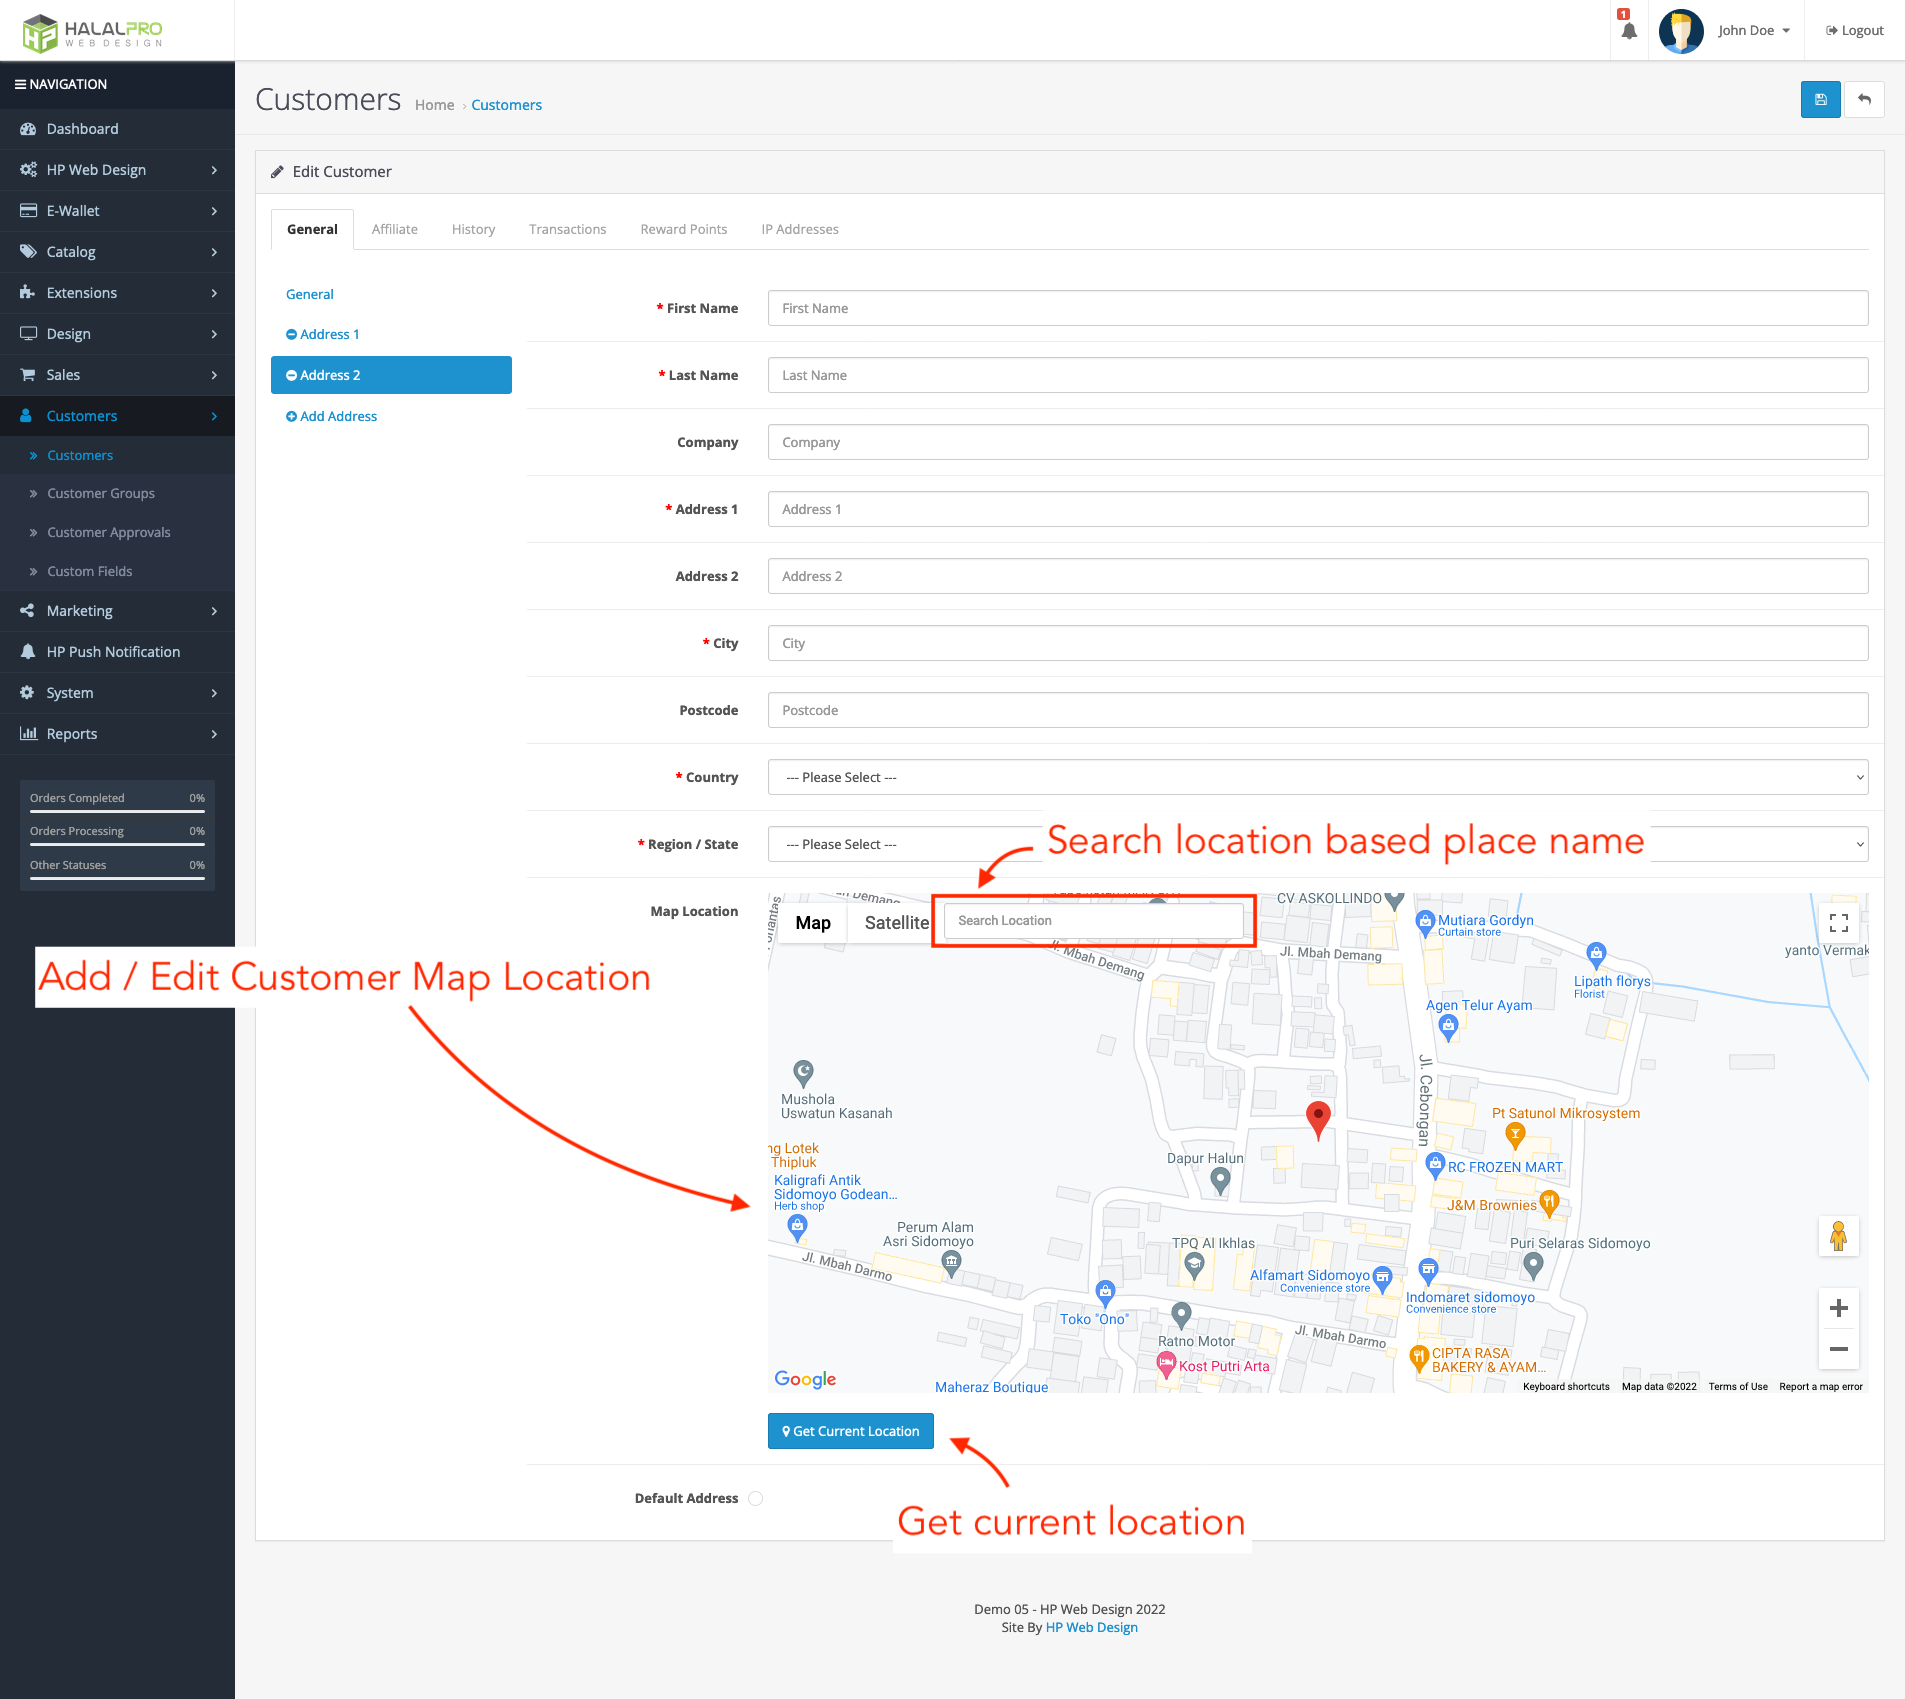 HALALPRO
WEB DESIGN
1
John Doe
Logout
NAVIGATION
Dashboard
HP Web Design
E-Wallet
Catalog
Extensions
Design
Sales
Customers
Customers
Customer Groups
Customer Approvals
Custom Fields
Marketing
HP Push Notification
System
Reports
Orders Completed 0%
Orders Processing 0%
Other Statuses 0%
Customers Home › Customers
Edit Customer
General Affiliate History Transactions Reward Points IP Addresses
General
Address 1
Address 2
Add Address
* First Name First Name
* Last Name Last Name
Company Company
* Address 1 Address 1
Address 2 Address 2
* City City
Postcode Postcode
* Country --- Please Select ---
* Region / State --- Please Select ---
Search location based place name
Map Location
Map Satellite Search Location
Add / Edit Customer Map Location
CV ASKOLLINDO
Mutiara Gordyn
Curtain store
yanto Vermak
Jl. Mbah Demang
Jl. Mbah Demang
Lipath florys
Florist
Agen Telur Ayam
Jl. Cebongan
Mushola
Uswatun Kasanah
Pt Satunol Mikrosystem
ng Lotek
Thipluk
Dapur Halun
RC FROZEN MART
Kaligrafi Antik
Sidomoyo Godean...
Herb shop
J&M Brownies
Perum Alam
Asri Sidomoyo
TPQ Al Ikhlas
Puri Selaras Sidomoyo
Jl. Mbah Darmo
Alfamart Sidomoyo
Convenience store
Indomaret sidomoyo
Convenience store
Toko "Ono"
Ratno Motor
Jl. Mbah Darmo
Kost Putri Arta
CIPTA RASA
BAKERY & AYAM...
Google
Maheraz Boutique
Keyboard shortcuts Map data ©2022 Terms of Use Report a map error
Get Current Location
Default Address
Get current location
Demo 05 - HP Web Design 2022
Site By HP Web Design